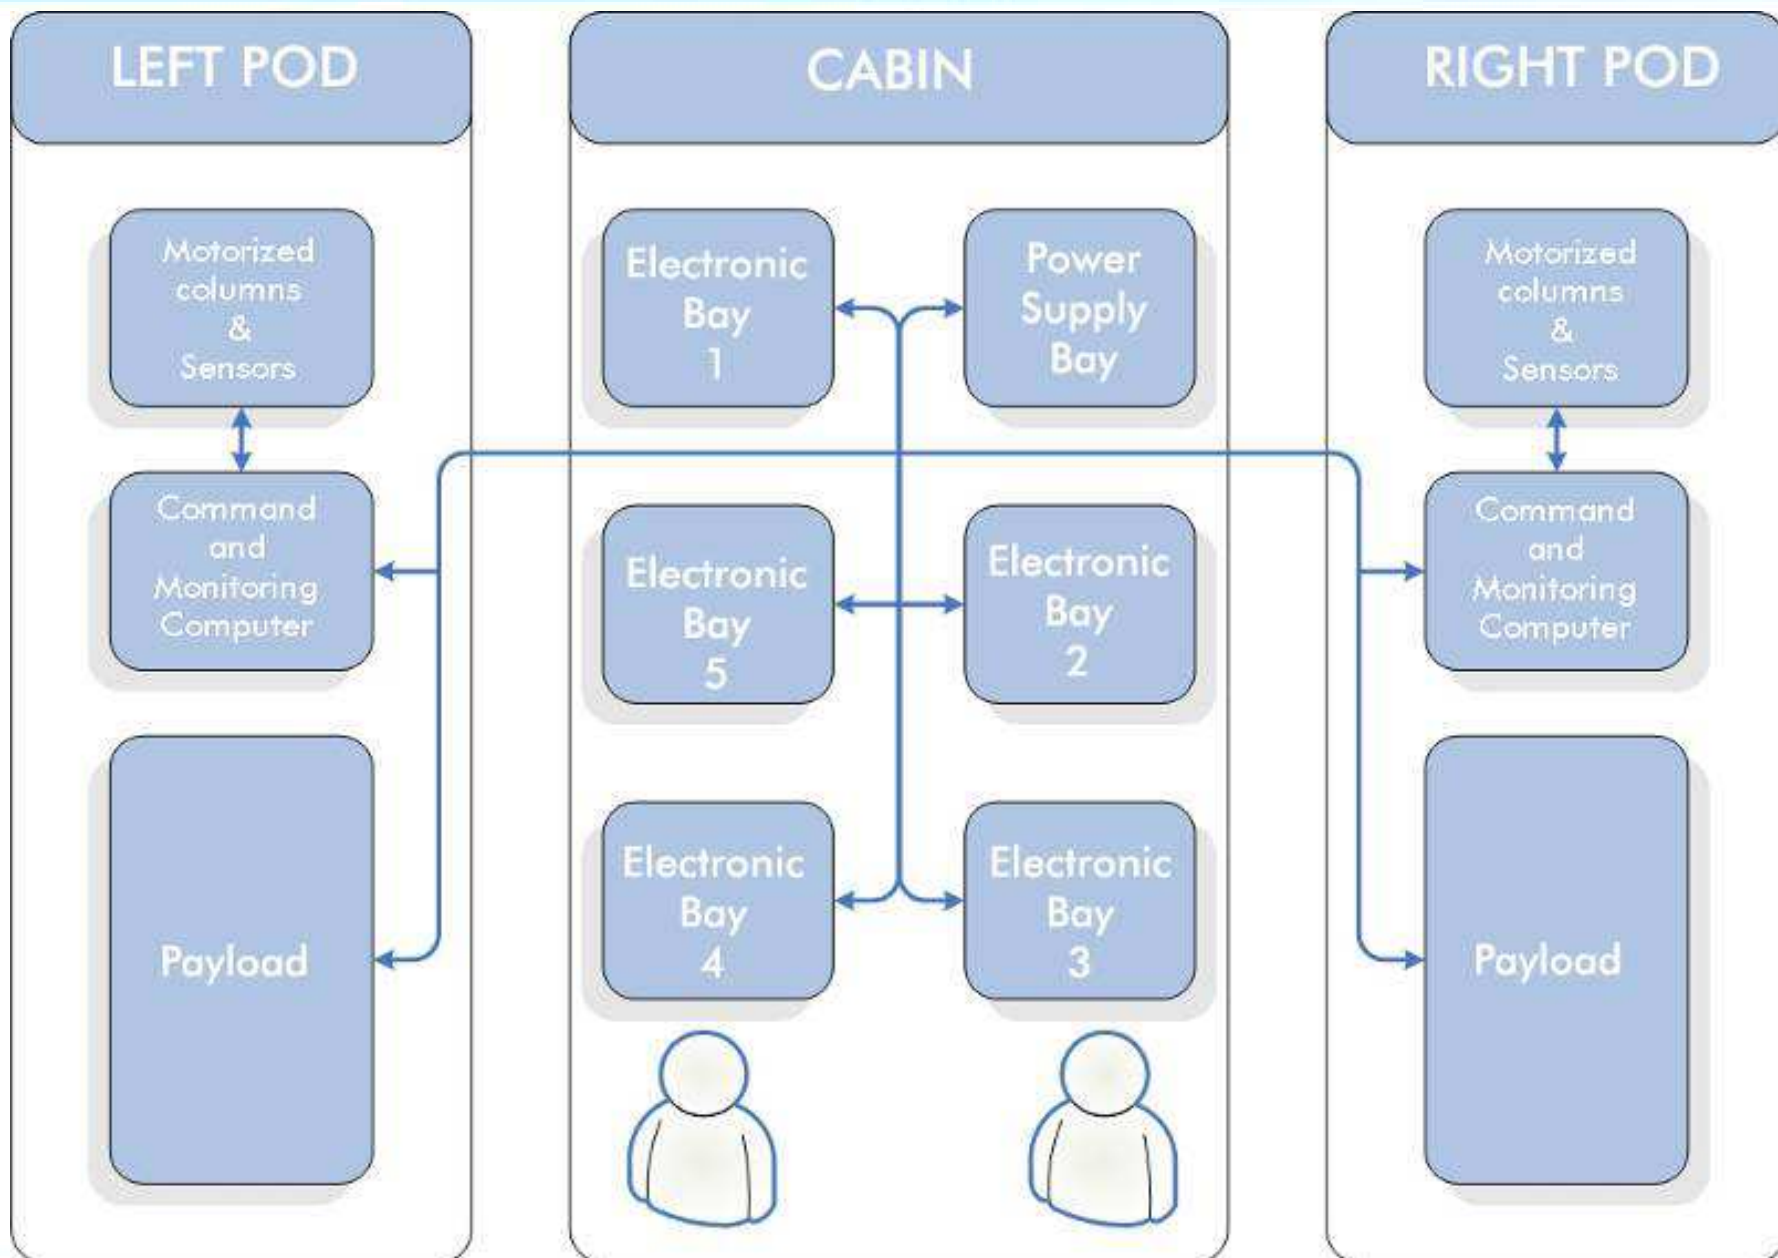 LEFT POD
CABIN
RIGHT POD
Motorized
columns
&
Sensors
Command
and
Monitoring
Computer
Payload
Electronic
Bay
1
Power
Supply
Bay
Electronic
Bay
5
Electronic
Bay
2
Electronic
Bay
4
Electronic
Bay
3
Motorized
columns
&
Sensors
Command
and
Monitoring
Computer
Payload